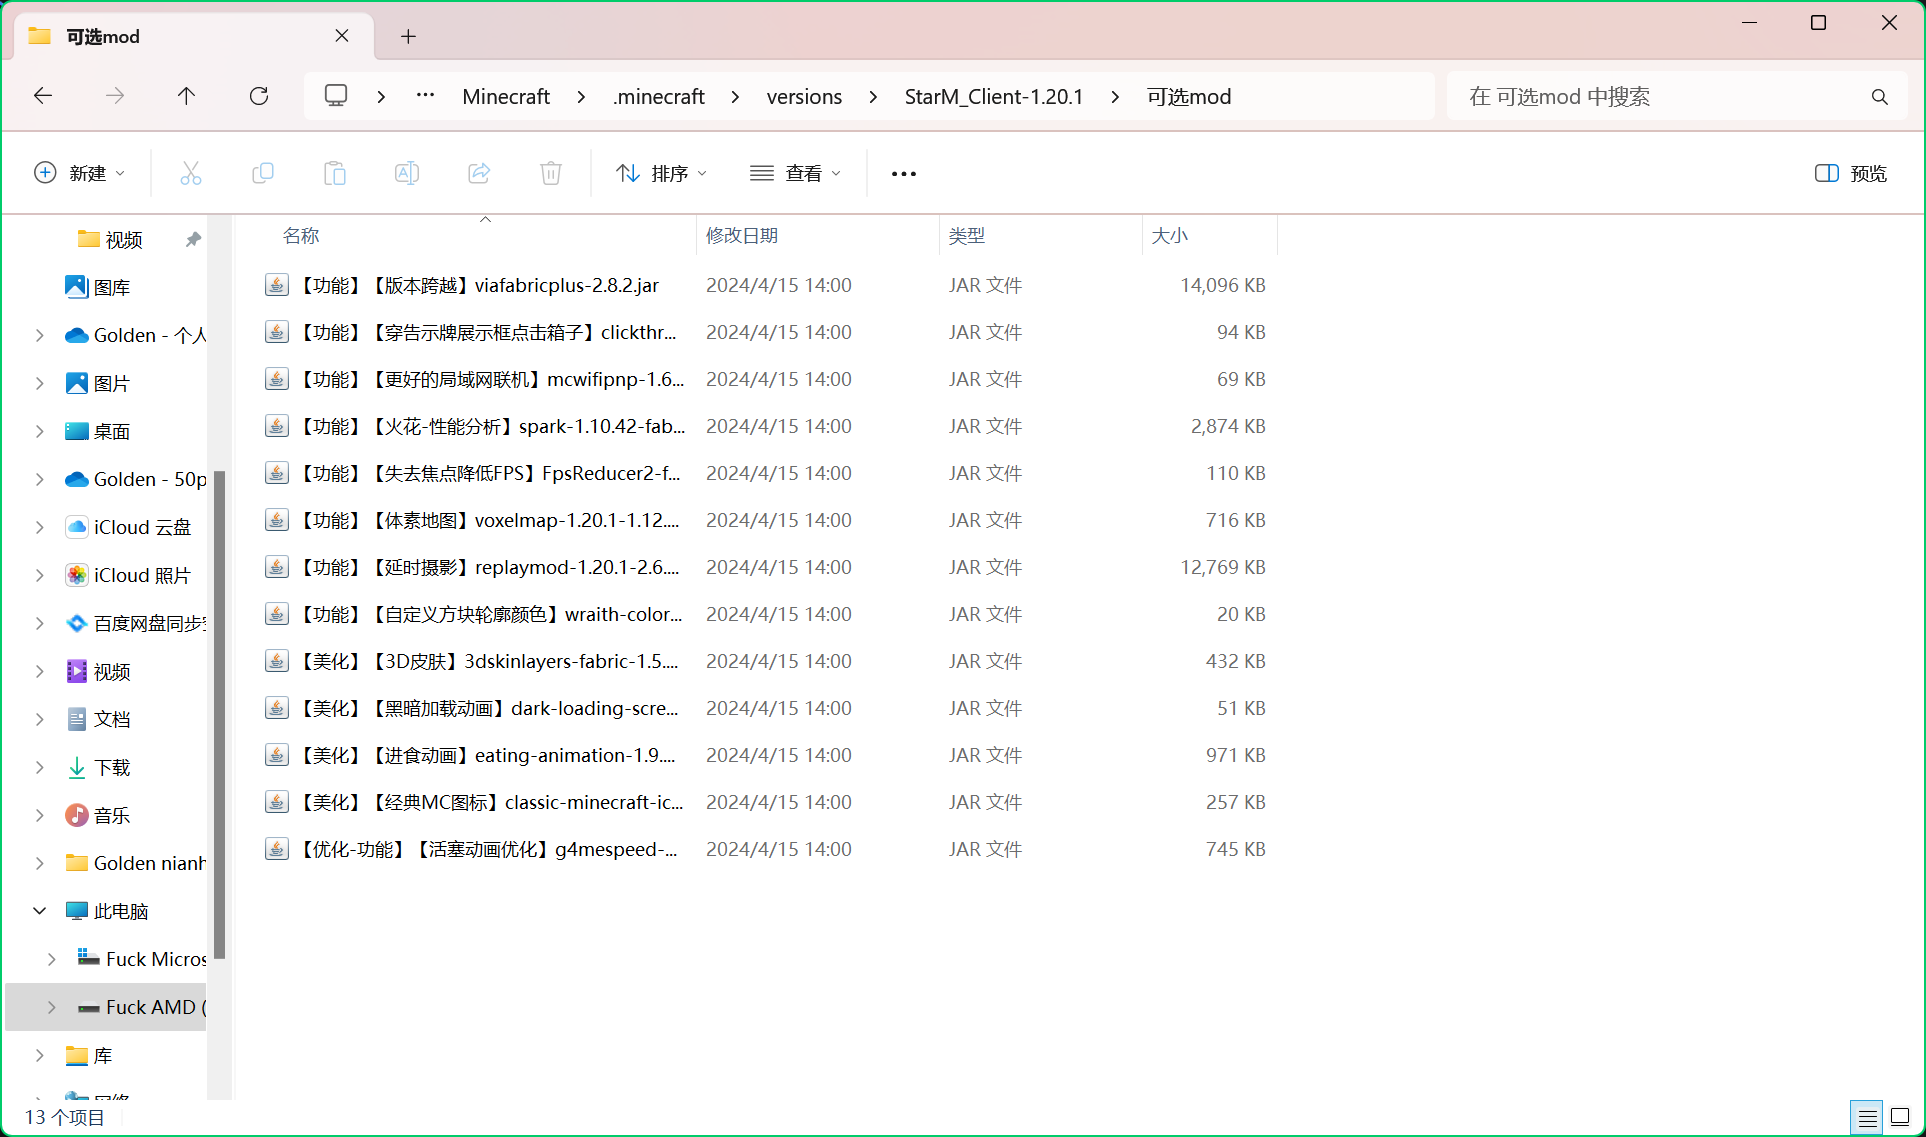 可选mod
Minecraft .minecraft versions StarM_Client-1.20.1 可选mod 在 可选mod 中搜索
新建 排序 查看 预览
名称 修改日期 类型 大小
视频
图库
Golden - 个人
图片
桌面
Golden - 50p
iCloud 云盘
iCloud 照片
百度网盘同步
视频
文档
下载
音乐
Golden nianh
此电脑
Fuck Micros
Fuck AMD (
库
网络
【功能】【版本跨越】viafabricplus-2.8.2.jar 2024/4/15 14:00 JAR 文件 14,096 KB
【功能】【穿告示牌展示框点击箱子】clickthr... 2024/4/15 14:00 JAR 文件 94 KB
【功能】【更好的局域网联机】mcwifipnp-1.6... 2024/4/15 14:00 JAR 文件 69 KB
【功能】【火花-性能分析】spark-1.10.42-fab... 2024/4/15 14:00 JAR 文件 2,874 KB
【功能】【失去焦点降低FPS】FpsReducer2-f... 2024/4/15 14:00 JAR 文件 110 KB
【功能】【体素地图】voxelmap-1.20.1-1.12.... 2024/4/15 14:00 JAR 文件 716 KB
【功能】【延时摄影】replaymod-1.20.1-2.6.... 2024/4/15 14:00 JAR 文件 12,769 KB
【功能】【自定义方块轮廓颜色】wraith-color... 2024/4/15 14:00 JAR 文件 20 KB
【美化】【3D皮肤】3dskinlayers-fabric-1.5.... 2024/4/15 14:00 JAR 文件 432 KB
【美化】【黑暗加载动画】dark-loading-scre... 2024/4/15 14:00 JAR 文件 51 KB
【美化】【进食动画】eating-animation-1.9.... 2024/4/15 14:00 JAR 文件 971 KB
【美化】【经典MC图标】classic-minecraft-ic... 2024/4/15 14:00 JAR 文件 257 KB
【优化-功能】【活塞动画优化】g4mespeed-... 2024/4/15 14:00 JAR 文件 745 KB
13 个项目